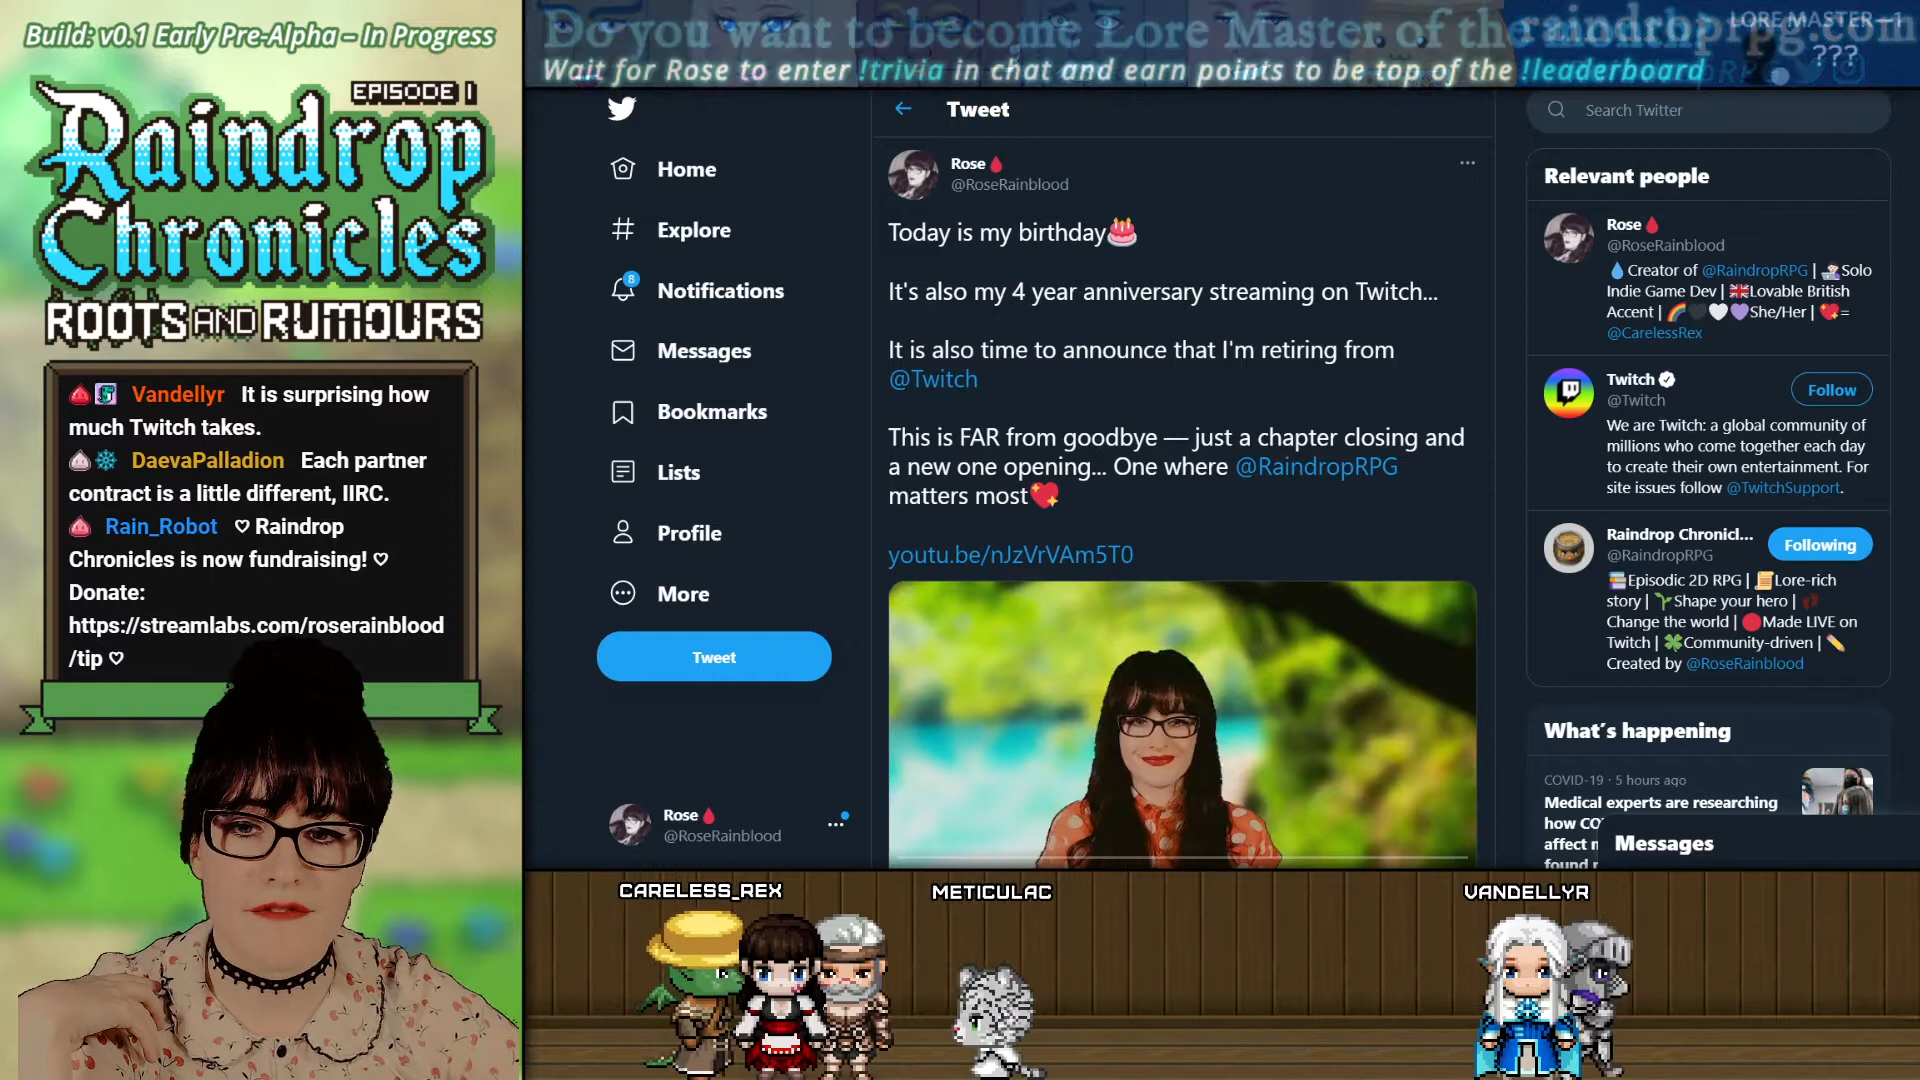 Build: v0.1 Early Pre-Alpha – In Progress
EPISODE I
Raindrop
Chronicles
ROOTS AND RUMOURS
Vandellyr It is surprising how
much Twitch takes.
DaevaPalladion Each partner
contract is a little different, IIRC.
Rain_Robot ♡ Raindrop
Chronicles is now fundraising! ♡
Donate:
https://streamlabs.com/roserainblood
/tip ♡
Do you want to become Lore Master of the
raindroprpg.com
LORE MASTER—1
???
Wait for Rose to enter !trivia in chat and earn points to be top of the !leaderboard
Home
Explore
8
Notifications
Messages
Bookmarks
Lists
Profile
More
Tweet
Rose🩸
@RoseRainblood
← Tweet
Rose🩸
@RoseRainblood
Today is my birthday🎂
It's also my 4 year anniversary streaming on Twitch...
It is also time to announce that I'm retiring from
@Twitch
This is FAR from goodbye — just a chapter closing and
a new one opening... One where @RaindropRPG
matters most💖
youtu.be/nJzVrVAm5T0
Search Twitter
Relevant people
Rose🩸
@RoseRainblood
💧Creator of @RaindropRPG | 👩🏻‍💻Solo
Indie Game Dev | 🇬🇧Lovable British
Accent | 🌈🖤🤍💜She/Her | 💖=
@CarelessRex
Twitch
@Twitch
Follow
We are Twitch: a global community of
millions who come together each day
to create their own entertainment. For
site issues follow @TwitchSupport.
Raindrop Chronicl...
@RaindropRPG
Following
📚Episodic 2D RPG | 📜Lore-rich
story | 🌱Shape your hero | 👣
Change the world | 🔴Made LIVE on
Twitch | 🍀Community-driven | ✏️
Created by @RoseRainblood
What's happening
COVID-19 · 5 hours ago
Medical experts are researching
how CO
affect
found
Messages
CARELESS_REX
METICULAC
VANDELLYR